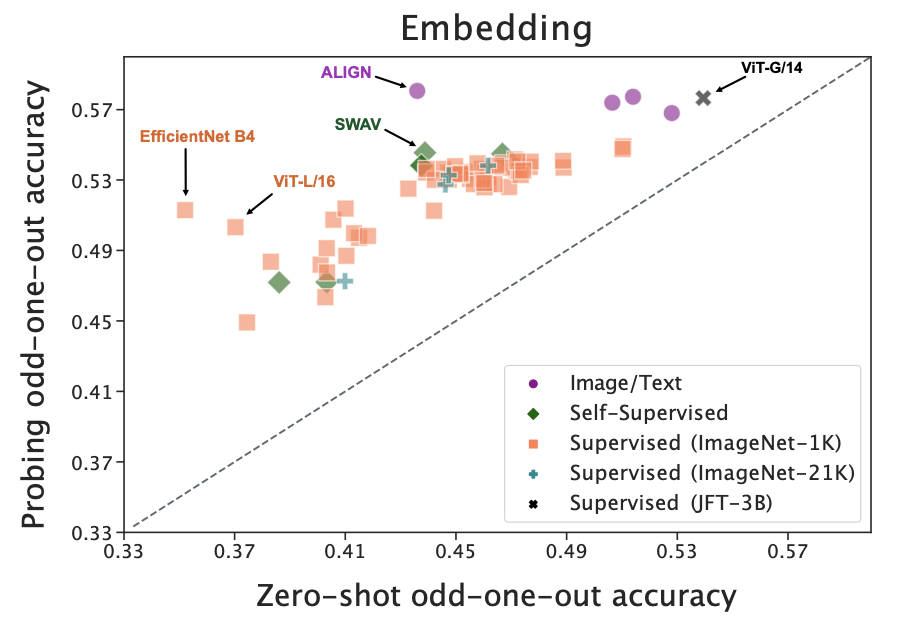 Embedding
ALIGN
ViT-G/14
SWAV
EfficientNet B4
ViT-L/16
Probing odd-one-out accuracy
0.57
0.53
0.49
0.45
0.41
0.37
0.33
Image/Text
Self-Supervised
Supervised (ImageNet-1K)
Supervised (ImageNet-21K)
Supervised (JFT-3B)
0.33 0.37 0.41 0.45 0.49 0.53 0.57
Zero-shot odd-one-out accuracy